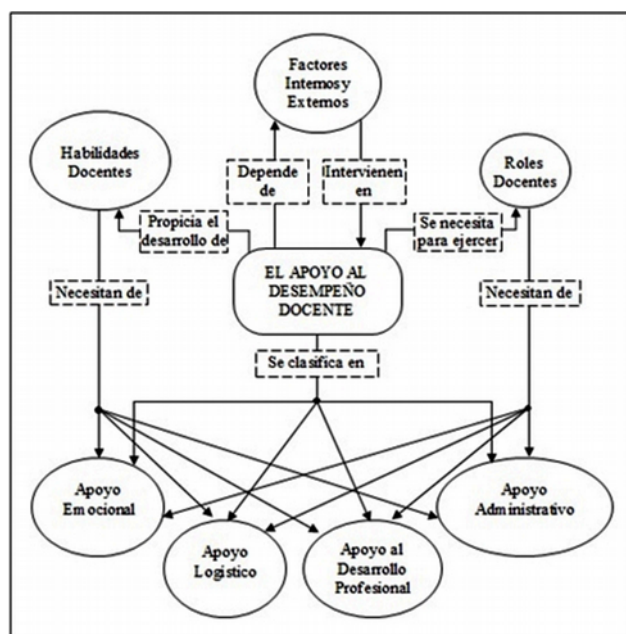 Factores
Internos y
Externos
Habilidades
Docentes
Roles
Docentes
Depende
de
Intervienen
en
Propicia el
desarrollo de
Se necesita
para ejercer
EL APOYO AL
DESEMPEÑO
DOCENTE
Necesitan de
Necesitan de
Se clasifica en
Apoyo
Emocional
Apoyo
Administrativo
Apoyo
Logístico
Apoyo al
Desarrollo
Profesional